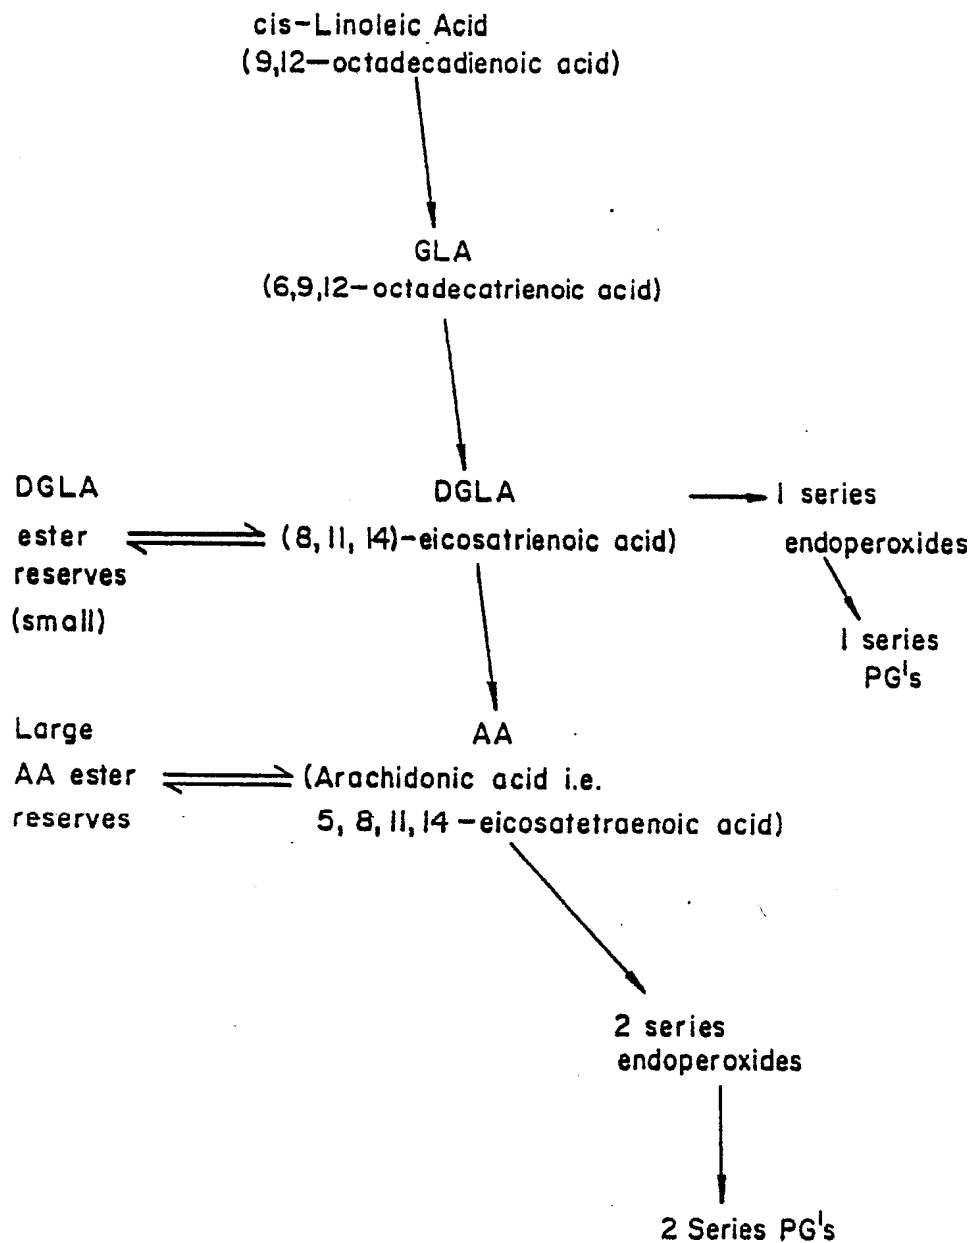 cis-Linoleic Acid
(9,12-octadecadienoic acid)
GLA
(6,9,12-octadecatrienoic acid)
DGLA
ester
reserves
(small)
DGLA
(8, 11, 14)-eicosatrienoic acid)
1 series
endoperoxides
1 series
PG's
Large
AA ester
reserves
AA
(Arachidonic acid i.e.
5, 8, 11, 14-eicosatetraenoic acid)
2 series
endoperoxides
2 Series PG's